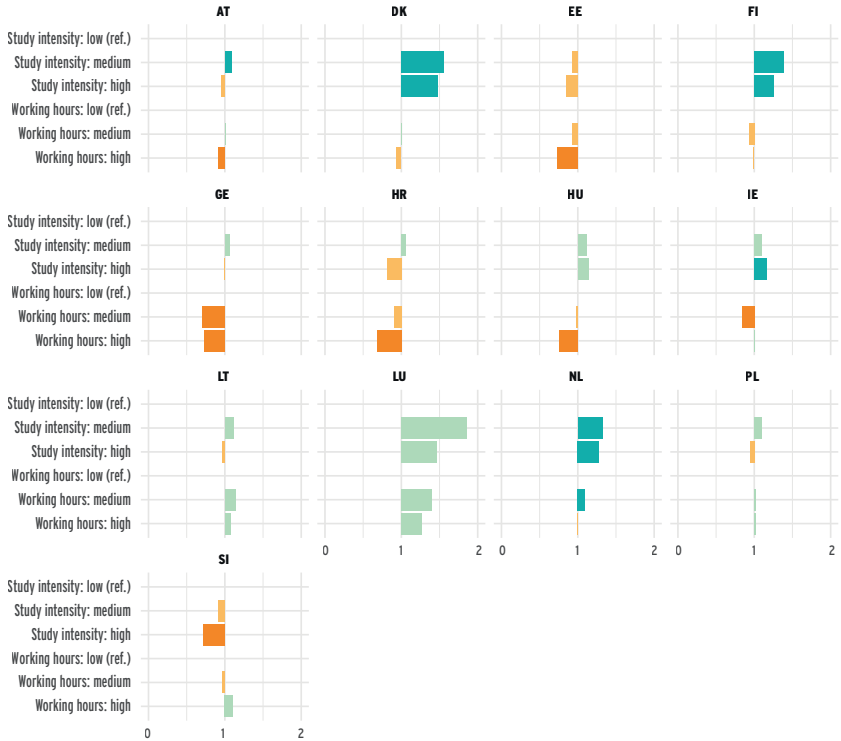 AT DK EE FI
Study intensity: low (ref.)
Study intensity: medium
Study intensity: high
Working hours: low (ref.)
Working hours: medium
Working hours: high
GE HR HU IE
Study intensity: low (ref.)
Study intensity: medium
Study intensity: high
Working hours: low (ref.)
Working hours: medium
Working hours: high
LT LU NL PL
Study intensity: low (ref.)
Study intensity: medium
Study intensity: high
Working hours: low (ref.)
Working hours: medium
Working hours: high
0 1 2 0 1 2 0 1 2
SI
Study intensity: low (ref.)
Study intensity: medium
Study intensity: high
Working hours: low (ref.)
Working hours: medium
Working hours: high
0 1 2